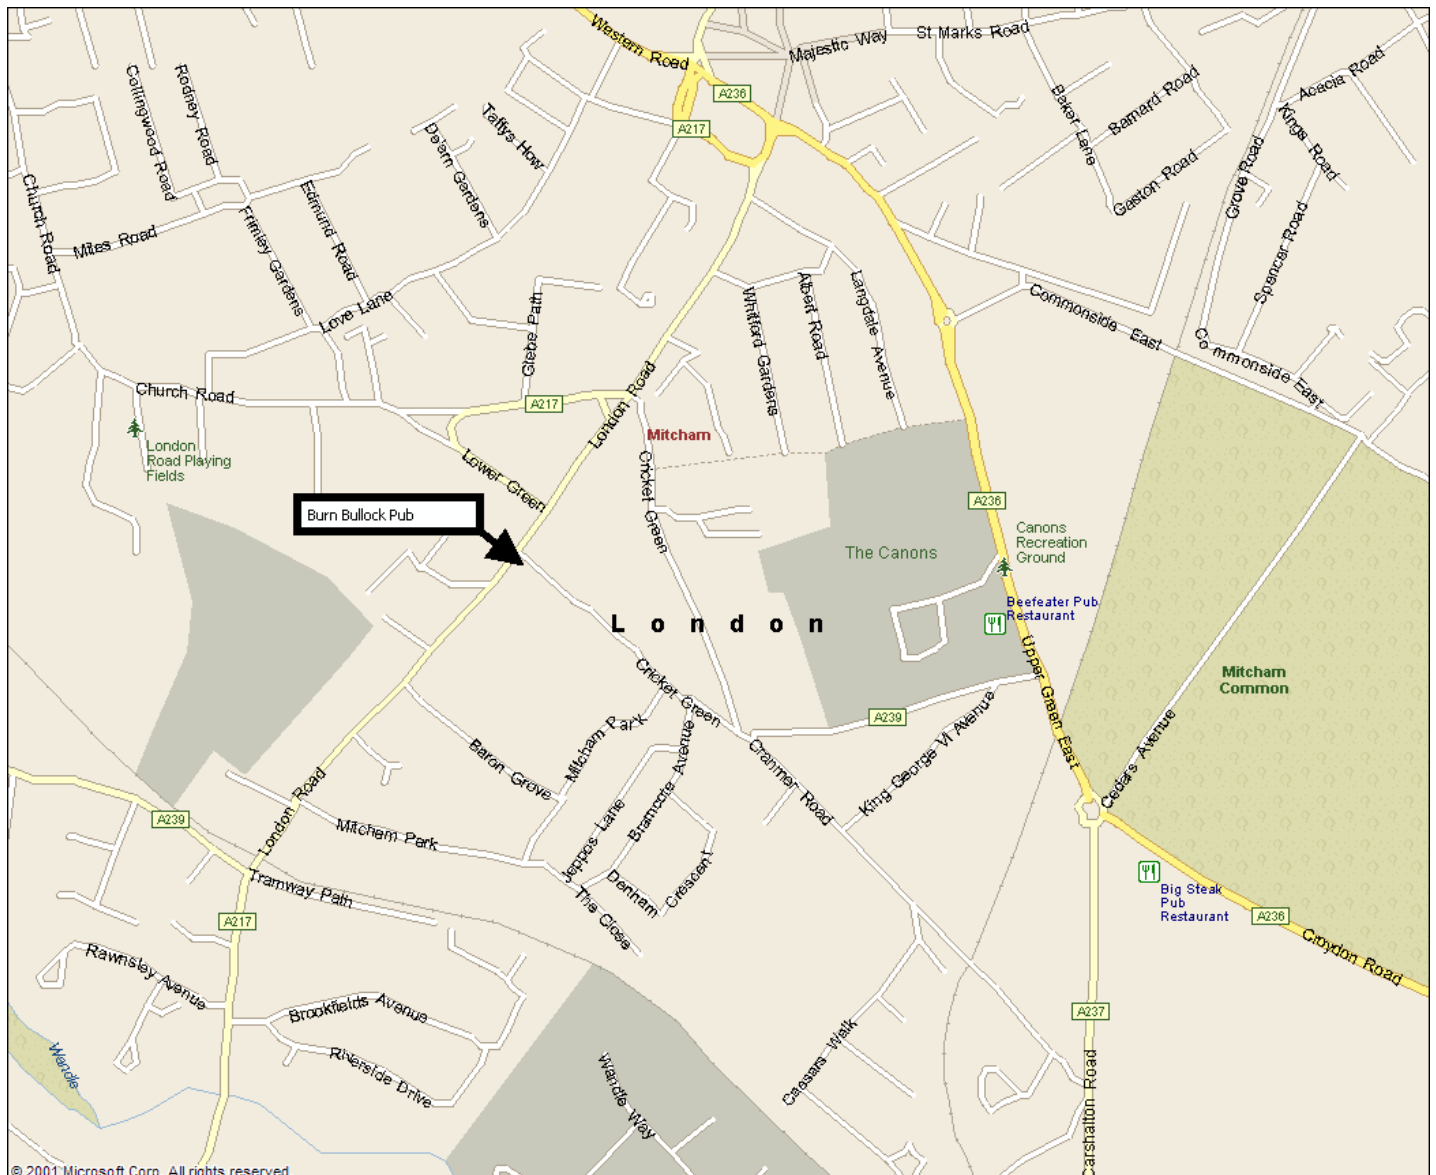 Western Road
Majestic Way
St Marks Road
A236
A217
Collingwood Road
Rodney Road
De'arn Gardens
Taffys How
Baker Lane
Barnard Road
Acacia Road
Kings Road
Gaston Road
Grove Road
Spencer Road
Church Road
Miles Road
Frimley Gardens
Edmund Road
Love Lane
Glebe Path
Whitford Gardens
Albert Road
Langdale Avenue
Commonside East
Commonside East
Church Road
A217
London Road
Mitcham
London
Road Playing
Fields
Lower Green
Cricket Green
Burn Bullock Pub
A236
Canons
Recreation
Ground
The Canons
Beefeater Pub
Restaurant
London
Upper Green East
Mitcham
Common
Cricket Green
A239
King George VI Avenue
Cedars Avenue
Baron Grove
Mitcham Park
Cranmer Road
Bramcote Avenue
Jeppos Lane
A239
London Road
Mitcham Park
Tramway Path
Denham
Crescent
The Close
Big Steak
Pub
Restaurant
A236
Croydon Road
A217
Rawnsley Avenue
Brookfields Avenue
Riverside Drive
Wandle
Wandle Way
Caesars Walk
A237
Carshalton Road
© 2001 Microsoft Corp. All rights reserved